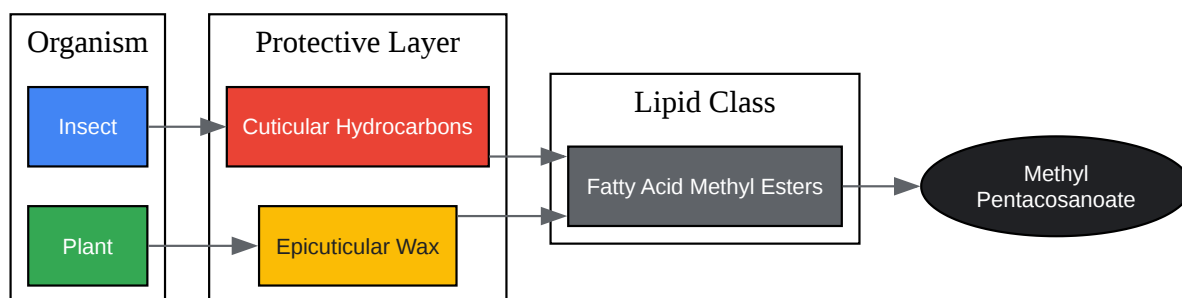 Organism
Protective Layer
Lipid Class
Insect
Cuticular Hydrocarbons
Fatty Acid Methyl Esters
Methyl
Pentacosanoate
Plant
Epicuticular Wax